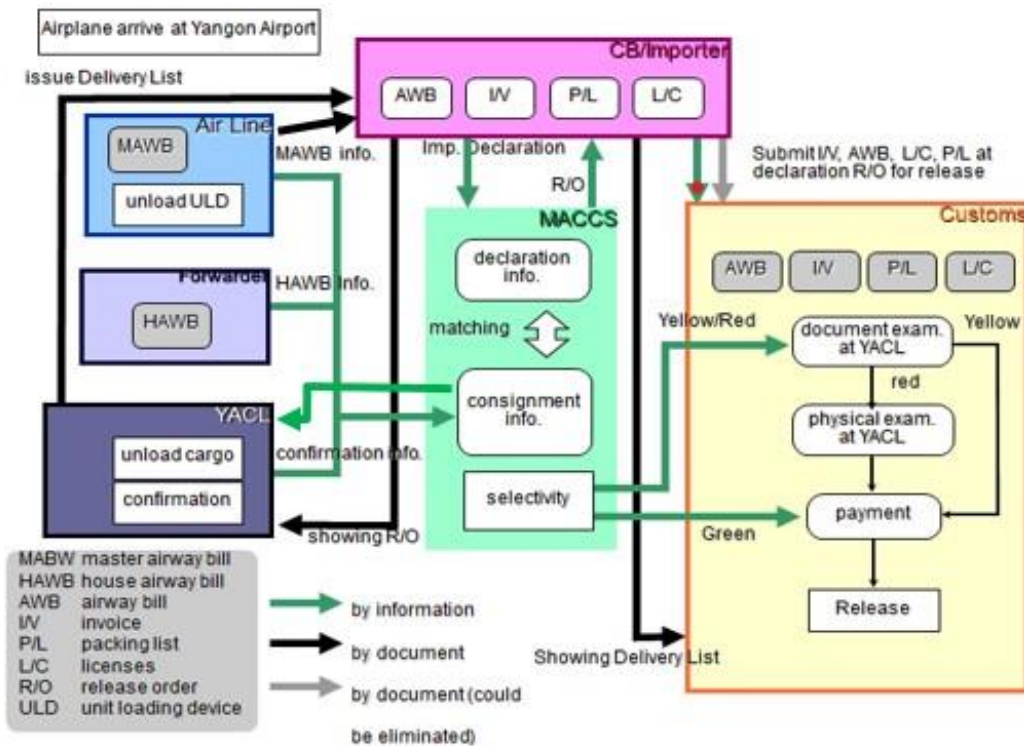 Airplane arrive at Yangon Airport
issue Delivery List
CB/Importer
AWB
I/V
P/L
L/C
Air Line
MAWB
unload ULD
MAWB info.
Imp. Declaration
R/O
Submit I/V, AWB, L/C, P/L at
declaration R/O for release
MACCS
Customs
declaration
info.
AWB
I/V
P/L
L/C
Forwarder
HAWB
HAWB Info.
matching
Yellow/Red
document exam.
at YACL
Yellow
red
YACL
consignment
info.
physical exam.
at YACL
unload cargo
confirmation
confirmation info.
selectivity
payment
showing R/O
Green
Release
Showing Delivery List
MABW master airway bill
HAWB house airway bill
AWB airway bill
I/V invoice
P/L packing list
L/C licenses
R/O release order
ULD unit loading device
by information
by document
by document (could
be eliminated)